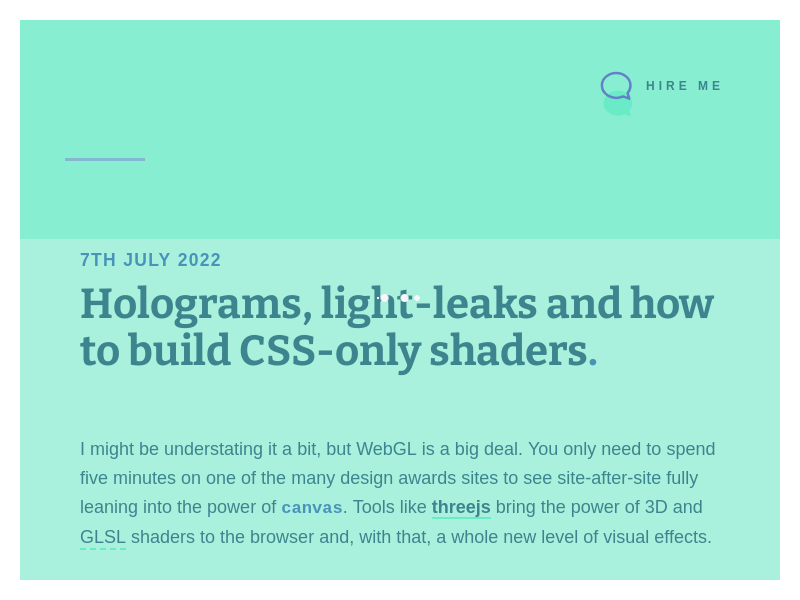 HIRE ME
7TH JULY 2022
Holograms, light-leaks and how
to build CSS-only shaders.
I might be understating it a bit, but WebGL is a big deal. You only need to spend
five minutes on one of the many design awards sites to see site-after-site fully
leaning into the power of canvas. Tools like threejs bring the power of 3D and
GLSL shaders to the browser and, with that, a whole new level of visual effects.